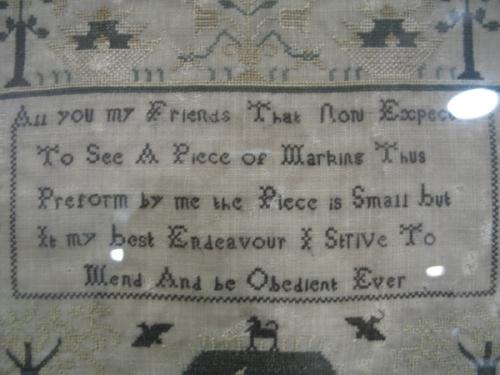 All you my Friends That Now Expect
To See A Piece of Marking Thus
Preform by me the Piece is Small but
It my best Endeavour I Strive To
Mend And be Obedient Ever